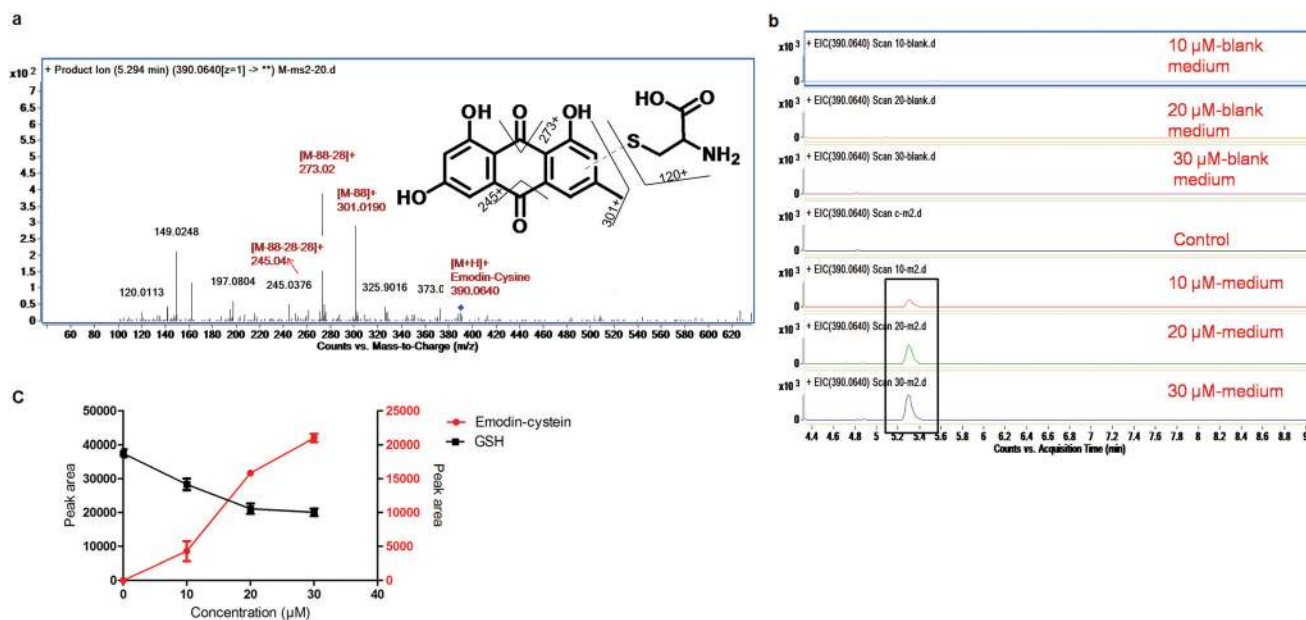 a
+ Product Ion (5.294 min) (390.0640[z=1] -> **) M-ms2-20.d
x10 2
7
6.5
6
5.5
5
4.5
4
3.5
3
2.5
2
1.5
1
0.5
0
[M-88-28]+
273.02
[M-88]+
301.0190
149.0248
[M-88-28-28]+
245.04
120.0113
197.0804
245.0376
325.9016
373.0
[M+H]+
Emodin-Cysine
390.0640
OH
O
OH
HO
O
S
NH2
HO
O
273+
245+
301+
120+
60 80 100 120 140 160 180 200 220 240 260 280 300 320 340 360 380 400 420 440 460 480 500 520 540 560 580 600 620
Counts vs. Mass-to-Charge (m/z)
b
x10 3
+ EIC(390.0640) Scan 10-blank.d
10 µM-blank
medium
0
x10 3
+ EIC(390.0640) Scan 20-blank.d
20 µM-blank
medium
0
x10 3
+ EIC(390.0640) Scan 30-blank.d
30 µM-blank
medium
0
x10 3
+ EIC(390.0640) Scan c-m2.d
Control
0
x10 3
+ EIC(390.0640) Scan 10-m2.d
10 µM-medium
0
x10 3
+ EIC(390.0640) Scan 20-m2.d
20 µM-medium
0
x10 3
+ EIC(390.0640) Scan 30-m2.d
30 µM-medium
0
4.4 4.6 4.8 5 5.2 5.4 5.6 5.8 6 6.2 6.4 6.6 6.8 7 7.2 7.4 7.6 7.8 8 8.2 8.4 8.6 8.8 9
Counts vs. Acquisition Time (min)
C
50000
40000
30000
20000
10000
0
Peak area
25000
20000
15000
10000
5000
0
Peak area
Emodin-cystein
GSH
0 10 20 30 40
Concentration (µM)